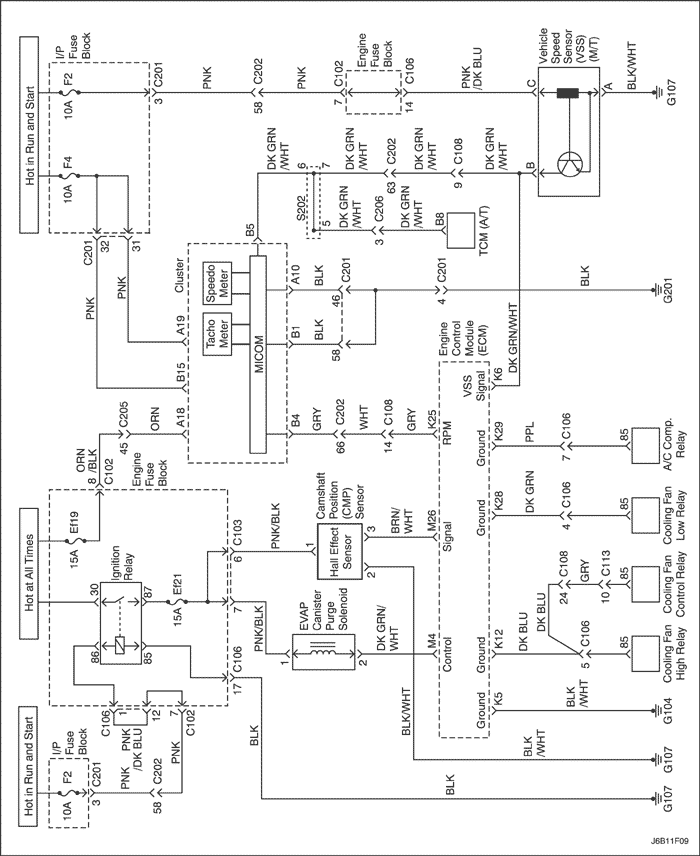 Hot in Run and Start
I/P
Fuse
Block
F2
10A
F4
10A
C201
3
PNK
C202
58
PNK
C102
7
Engine
Fuse
Block
C106
14
PNK
/DK BLU
C
Vehicle
Speed
Sensor
(VSS)
(M/T)
A
B
BLK/WHT
G107
C201
32
31
PNK
PNK
B5
DK GRN
/WHT
6
7
S202
5
DK GRN
/WHT
C202
63
DK GRN
/WHT
C108
9
DK GRN
/WHT
DK GRN
/WHT
C206
3
DK GRN
/WHT
B8
TCM (A/T)
Cluster
Speedo
Meter
Tacho
Meter
MICOM
A19
B15
A18
A10
BLK
C201
46
B1
BLK
58
C201
4
BLK
G201
B4
GRY
C202
66
WHT
C108
14
GRY
K25
RPM
Engine
Control
Module
(ECM)
VSS
Signal
K6
DK GRN/WHT
ORN
C205
45
ORN
/BLK
C102
8
Engine
Fuse
Block
Hot at All Times
Ef19
15A
Ignition
Relay
30
87
86
85
Ef21
15A
C103
6
7
PNK/BLK
1
Camshaft
Position
(CMP)
Sensor
Hall Effect
Sensor
3
2
BRN/
WHT
M26
Signal
PNK/BLK
EVAP
Canister
Purge
Solenoid
1
2
DK GRN/
WHT
M4
Control
Ground
K29
PPL
C106
7
85
A/C Comp.
Relay
Ground
K28
DK GRN
C106
4
85
Cooling Fan
Low Relay
Ground
K12
DK BLU
DK BLU
C108
24
GRY
C113
10
85
Cooling Fan
Control Relay
C106
5
85
Cooling Fan
High Relay
Ground
K5
BLK
/WHT
G104
C106
17
BLK
BLK/WHT
BLK
/WHT
G107
BLK
G107
C106
1
12
7
C102
PNK
/DK BLU
PNK
Hot in Run and Start
I/P
Fuse
Block
F2
10A
C201
3
PNK
C202
58
J6B11F09